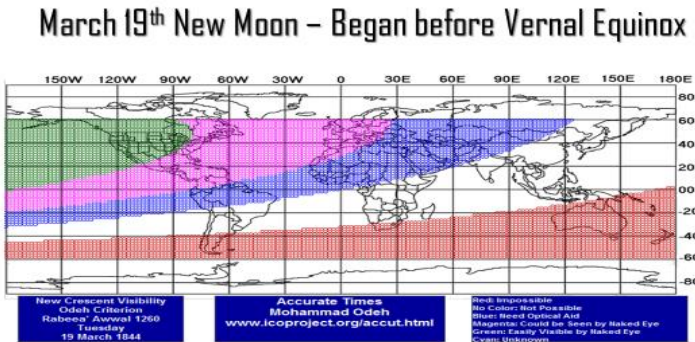 March 19th New Moon – Began before Vernal Equinox
150W 120W 90W 60W 30W 0 30E 60E 90E 120E 150E 180E
80
60
40
20
00
-20
-40
-60
-80
New Crescent Visibility
Odeh Criterion
Rabeea' Awwal 1260
Tuesday
19 March 1844
Accurate Times
Mohammad Odeh
www.icoproject.org/accut.html
Red: Impossible
No Color: Not Possible
Blue: Need Optical Aid
Magenta: Could be Seen by Naked Eye
Green: Easily Visible by Naked Eye
Cyan: Unknown